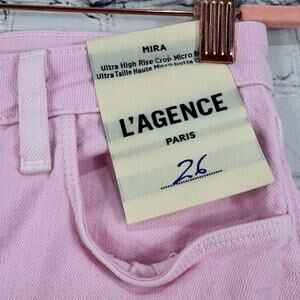 MIRA
Ultra High Rise Crop Micro
Ultra Taille Haute Micro-botte
L'AGENCE
PARIS
26